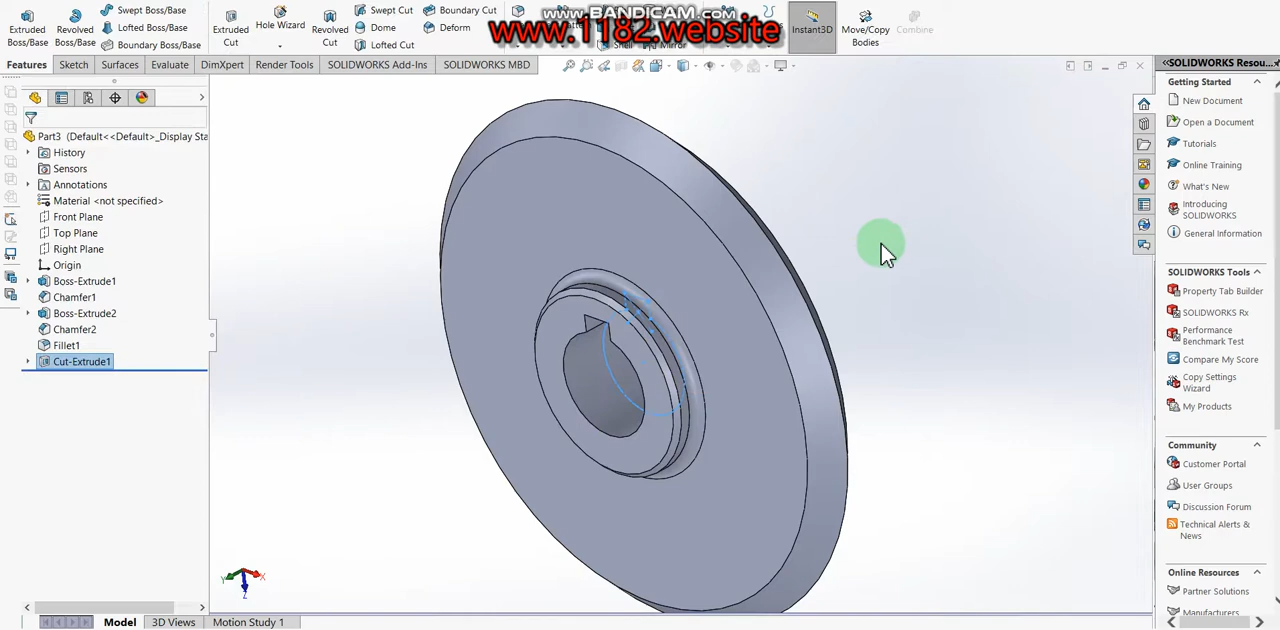 www.BANDICAM.com
www.1182.website
Extruded Boss/Base
Revolved Boss/Base
Swept Boss/Base
Lofted Boss/Base
Boundary Boss/Base
Extruded Cut
Hole Wizard
Revolved Cut
Swept Cut
Dome
Lofted Cut
Boundary Cut
Deform
Shell
Mirror
Instant3D
Move/Copy Bodies
Combine
Features
Sketch
Surfaces
Evaluate
DimXpert
Render Tools
SOLIDWORKS Add-Ins
SOLIDWORKS MBD
Part3 (Default<<Default>_Display Sta
History
Sensors
Annotations
Material <not specified>
Front Plane
Top Plane
Right Plane
Origin
Boss-Extrude1
Chamfer1
Boss-Extrude2
Chamfer2
Fillet1
Cut-Extrude1
Y
X
Z
Model
3D Views
Motion Study 1
SOLIDWORKS Resou...
Getting Started
New Document
Open a Document
Tutorials
Online Training
What's New
Introducing
SOLIDWORKS
General Information
SOLIDWORKS Tools
Property Tab Builder
SOLIDWORKS Rx
Performance
Benchmark Test
Compare My Score
Copy Settings
Wizard
My Products
Community
Customer Portal
User Groups
Discussion Forum
Technical Alerts &
News
Online Resources
Partner Solutions
Manufacturers